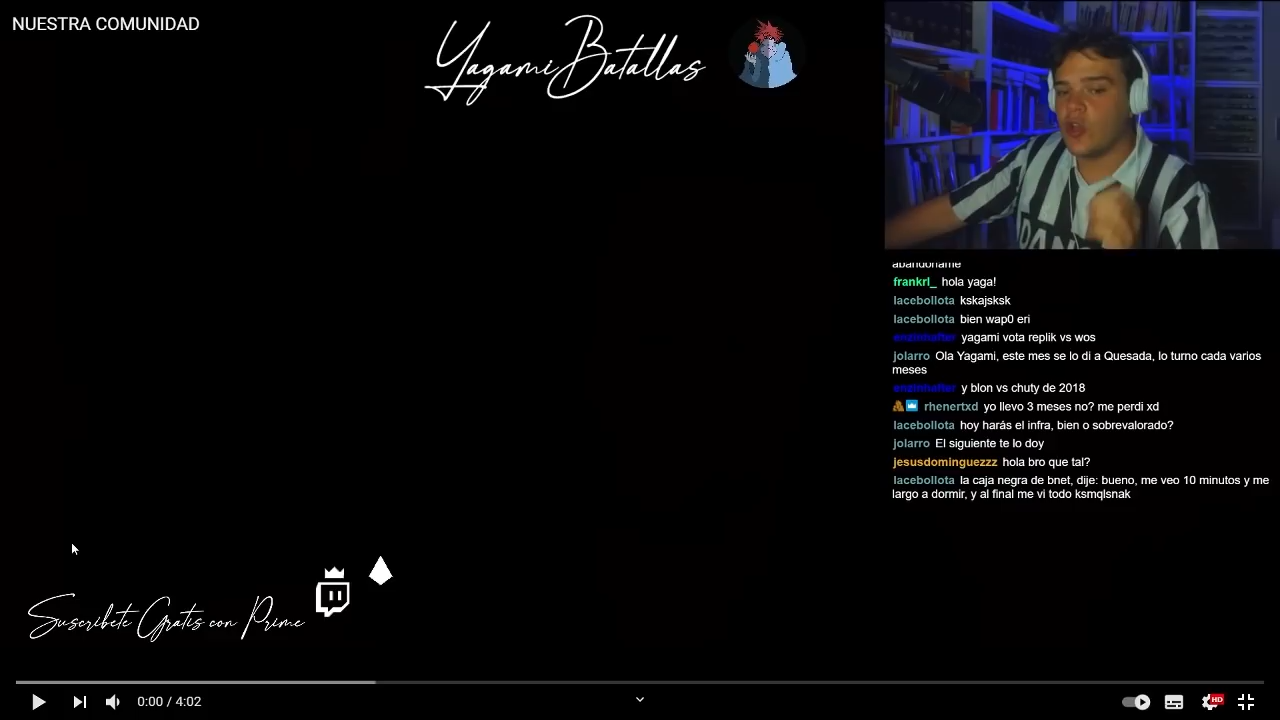 NUESTRA COMUNIDAD
Yagami Batallas
abandoname
frankrl_ hola yaga!
lacebollota kskajsksk
lacebollota bien wap0 eri
yagami vota replik vs wos
jolarro Ola Yagami, este mes se lo di a Quesada, lo turno cada varios
meses
y blon vs chuty de 2018
rhenertxd yo llevo 3 meses no? me perdi xd
lacebollota hoy harás el infra, bien o sobrevalorado?
jolarro El siguiente te lo doy
jesusdominguezzz hola bro que tal?
lacebollota la caja negra de bnet, dije: bueno, me veo 10 minutos y me
largo a dormir, y al final me vi todo ksmqlsnak
Suscribete Gratis con Prime
0:00 / 4:02
HD